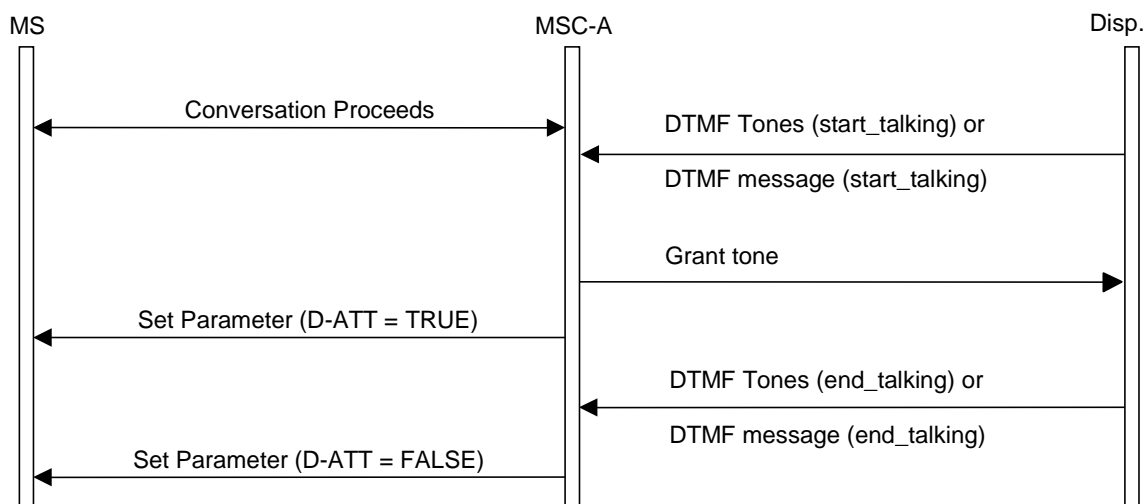 MS
MSC-A
Disp.
Conversation Proceeds
DTMF Tones (start_talking) or
DTMF message (start_talking)
Grant tone
Set Parameter (D-ATT = TRUE)
DTMF Tones (end_talking) or
DTMF message (end_talking)
Set Parameter (D-ATT = FALSE)